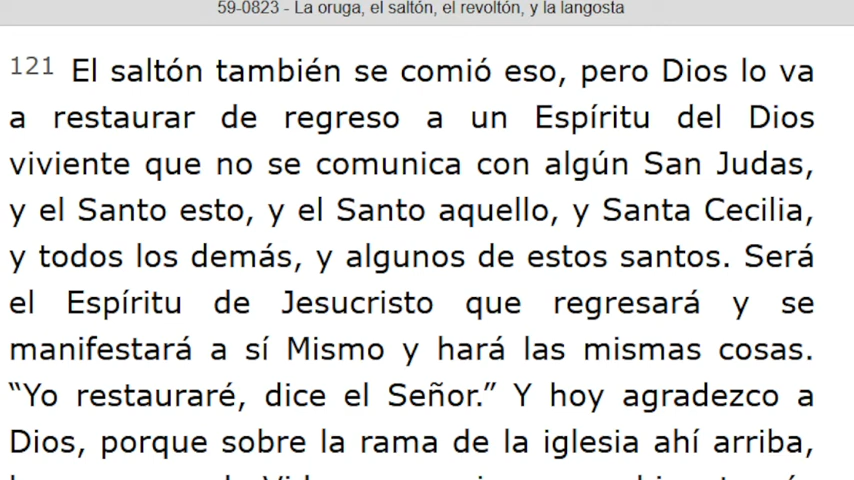 59-0823 - La oruga, el saltón, el revoltón, y la langosta
121 El saltón también se comió eso, pero Dios lo va
a restaurar de regreso a un Espíritu del Dios
viviente que no se comunica con algún San Judas,
y el Santo esto, y el Santo aquello, y Santa Cecilia,
y todos los demás, y algunos de estos santos. Será
el Espíritu de Jesucristo que regresará y se
manifestará a sí Mismo y hará las mismas cosas.
“Yo restauraré, dice el Señor.” Y hoy agradezco a
Dios, porque sobre la rama de la iglesia ahí arriba,